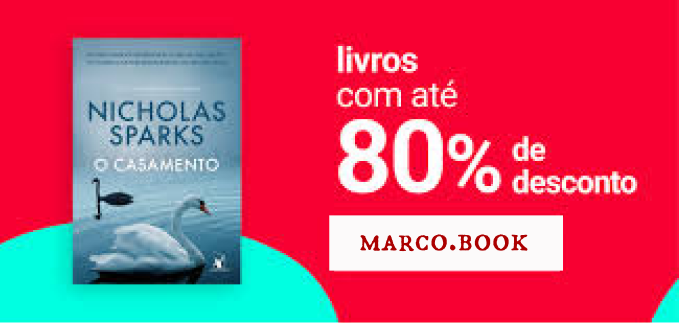 NICHOLAS
SPARKS
O CASAMENTO
livros
com até
80% de
desconto
MARCO.BOOK